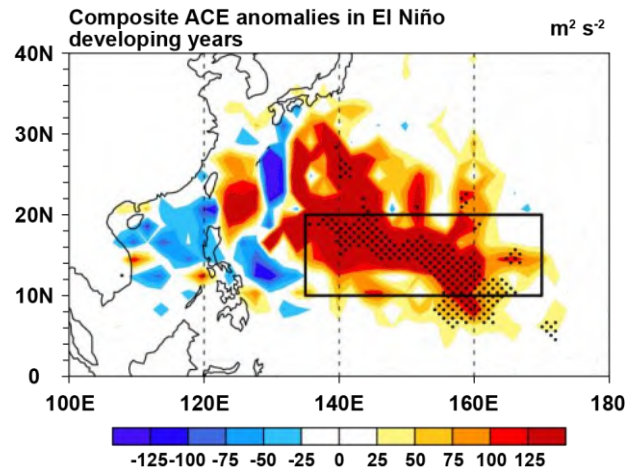 Composite ACE anomalies in El Niño
developing years
m² s⁻²
40N
30N
20N
10N
0
100E 120E 140E 160E 180
-125 -100 -75 -50 -25 0 25 50 75 100 125